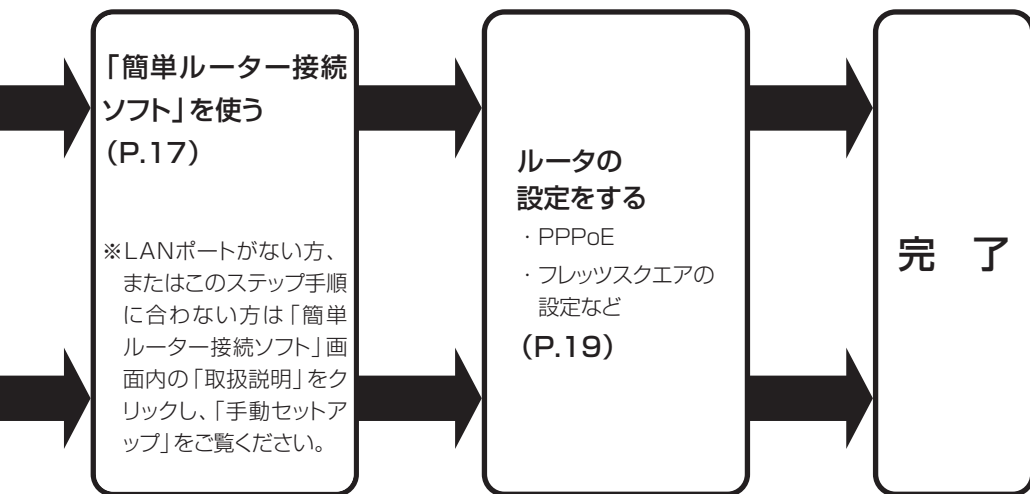 「簡単ルーター接続
ソフト」を使う
（P.17）
※LANポートがない方、
またはこのステップ手順
に合わない方は「簡単
ルーター接続ソフト」画
面内の「取扱説明」をク
リックし、「手動セットア
ップ」をご覧ください。
ルータの
設定をする
・PPPoE
・フレッツスクエアの
設定など
（P.19）
完　了